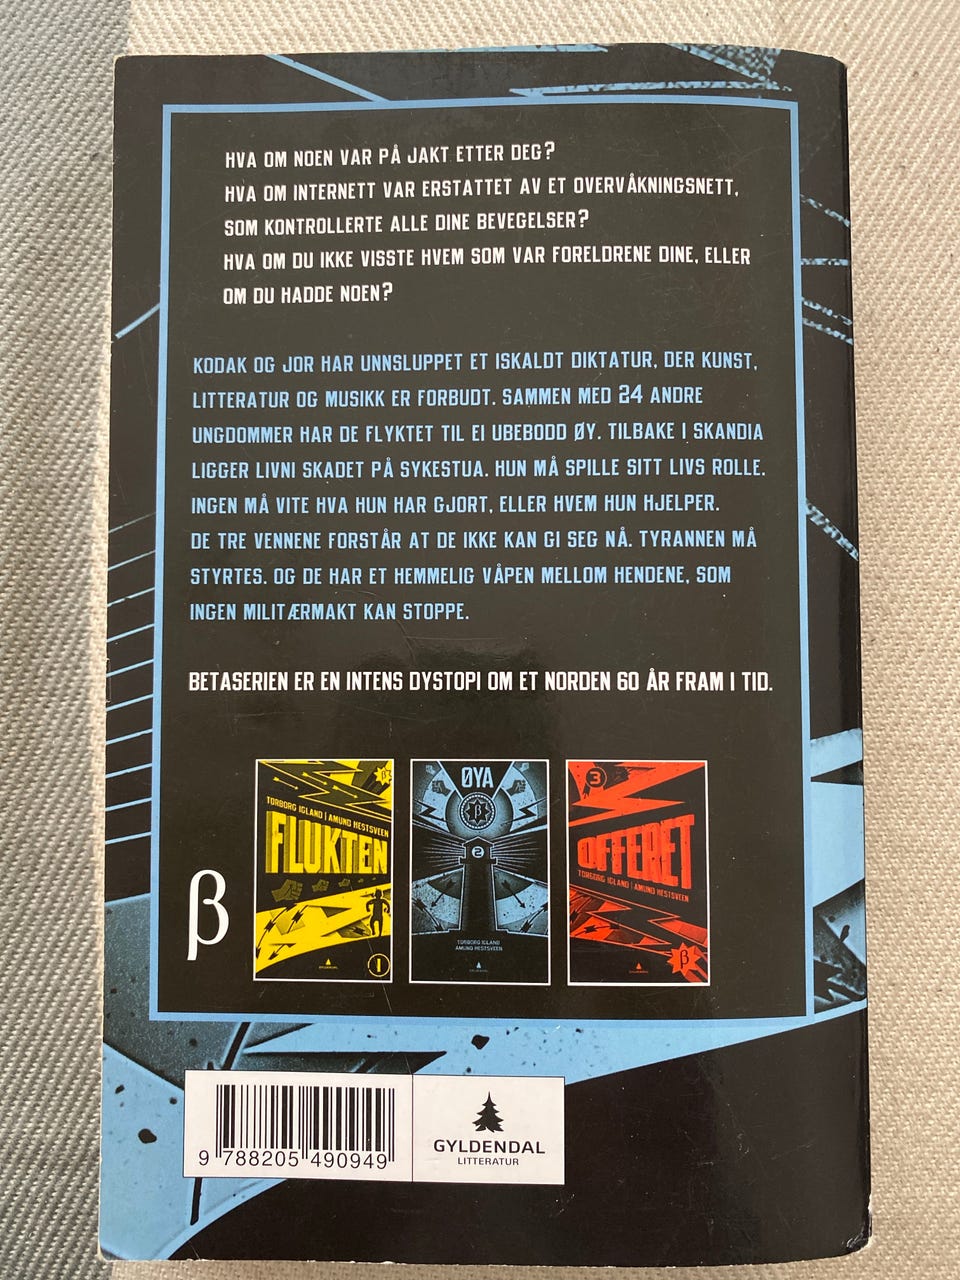 HVA OM NOEN VAR PÅ JAKT ETTER DEG?
HVA OM INTERNETT VAR ERSTATTET AV ET OVERVÅKNINGSNETT,
SOM KONTROLLERTE ALLE DINE BEVEGELSER?
HVA OM DU IKKE VISSTE HVEM SOM VAR FORELDRENE DINE, ELLER
OM DU HADDE NOEN?
KODAK OG JOR HAR UNNSLUPPET ET ISKALDT DIKTATUR, DER KUNST,
LITTERATUR OG MUSIKK ER FORBUDT. SAMMEN MED 24 ANDRE
UNGDOMMER HAR DE FLYKTET TIL EI UBEBODD ØY. TILBAKE I SKANDIA
LIGGER LIVNI SKADET PÅ SYKESTUA. HUN MÅ SPILLE SITT LIVS ROLLE.
INGEN MÅ VITE HVA HUN HAR GJORT, ELLER HVEM HUN HJELPER.
DE TRE VENNENE FORSTÅR AT DE IKKE KAN GI SEG NÅ. TYRANNEN MÅ
STYRTES. OG DE HAR ET HEMMELIG VÅPEN MELLOM HENDENE, SOM
INGEN MILITÆRMAKT KAN STOPPE.
BETASERIEN ER EN INTENS DYSTOPI OM ET NORDEN 60 ÅR FRAM I TID.
β
β
TORBORG IGLAND | AMUND HESTSVEEN
FLUKTEN
GYLDENDAL
1
ØYA
β
2
TORBORG IGLAND
AMUND HESTSVEEN
GYLDENDAL
3
OFFERET
TORBORG IGLAND | AMUND HESTSVEEN
β
GYLDENDAL
9 788205 490949
GYLDENDAL
LITTERATUR